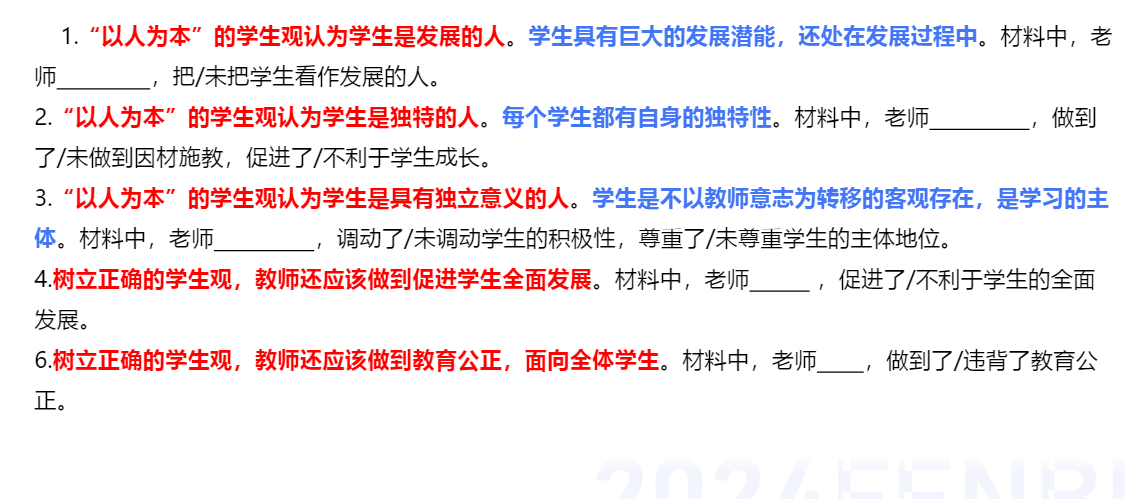 1.“以人为本”的学生观认为学生是发展的人。学生具有巨大的发展潜能，还处在发展过程中。材料中，老
师_________，把/未把学生看作发展的人。
2.“以人为本”的学生观认为学生是独特的人。每个学生都有自身的独特性。材料中，老师_________，做到
了/未做到因材施教，促进了/不利于学生成长。
3.“以人为本”的学生观认为学生是具有独立意义的人。学生是不以教师意志为转移的客观存在，是学习的主
体。材料中，老师_________，调动了/未调动学生的积极性，尊重了/未尊重学生的主体地位。
4.树立正确的学生观，教师还应该做到促进学生全面发展。材料中，老师______ ，促进了/不利于学生的全面
发展。
6.树立正确的学生观，教师还应该做到教育公正，面向全体学生。材料中，老师____，做到了/违背了教育公
正。